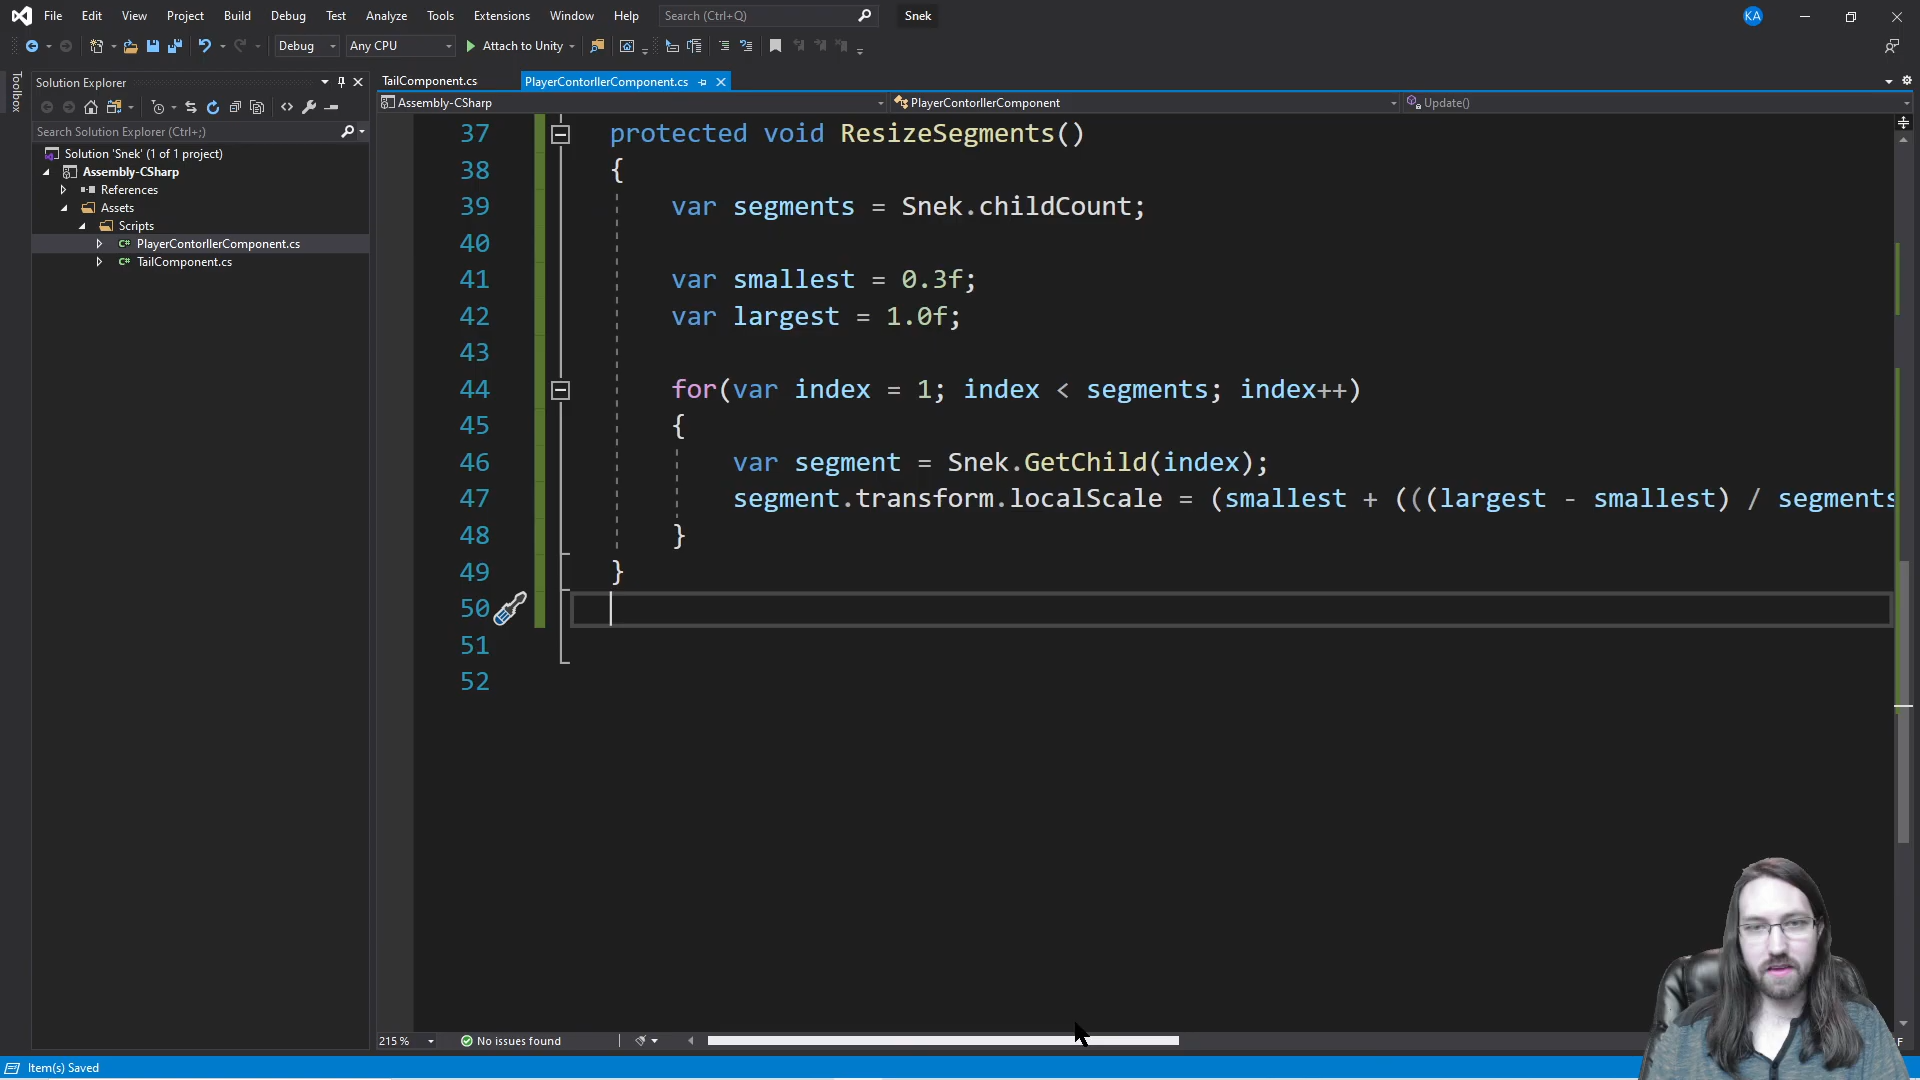 File Edit View Project Build Debug Test Analyze Tools Extensions Window Help Search (Ctrl+Q) Snek KA
Debug Any CPU Attach to Unity
Toolbox
Solution Explorer
Search Solution Explorer (Ctrl+;)
Solution 'Snek' (1 of 1 project)
Assembly-CSharp
References
Assets
Scripts
C# PlayerContorllerComponent.cs
C# TailComponent.cs
TailComponent.cs PlayerContorllerComponent.cs
Assembly-CSharp PlayerContorllerComponent Update()
37 protected void ResizeSegments()
38 {
39 var segments = Snek.childCount;
40
41 var smallest = 0.3f;
42 var largest = 1.0f;
43
44 for(var index = 1; index < segments; index++)
45 {
46 var segment = Snek.GetChild(index);
47 segment.transform.localScale = (smallest + (((largest - smallest) / segments
48 }
49 }
50
51
52
215 % No issues found
Item(s) Saved